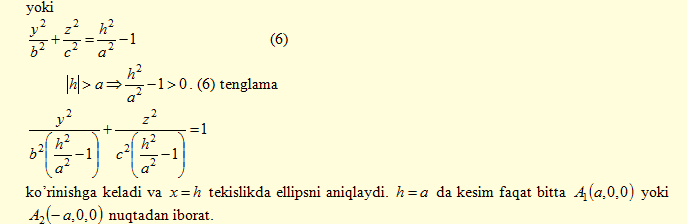 yoki
y²/b² + z²/c² = h²/a² − 1 (6)
|h| > a ⇒ h²/a² − 1 > 0. (6) tenglama
y²/(b²(h²/a² − 1)) + z²/(c²(h²/a² − 1)) = 1
ko’rinishga keladi va x = h tekislikda ellipsni aniqlaydi. h = a da kesim faqat bitta A₁(a,0,0) yoki
A₂(−a,0,0) nuqtadan iborat.